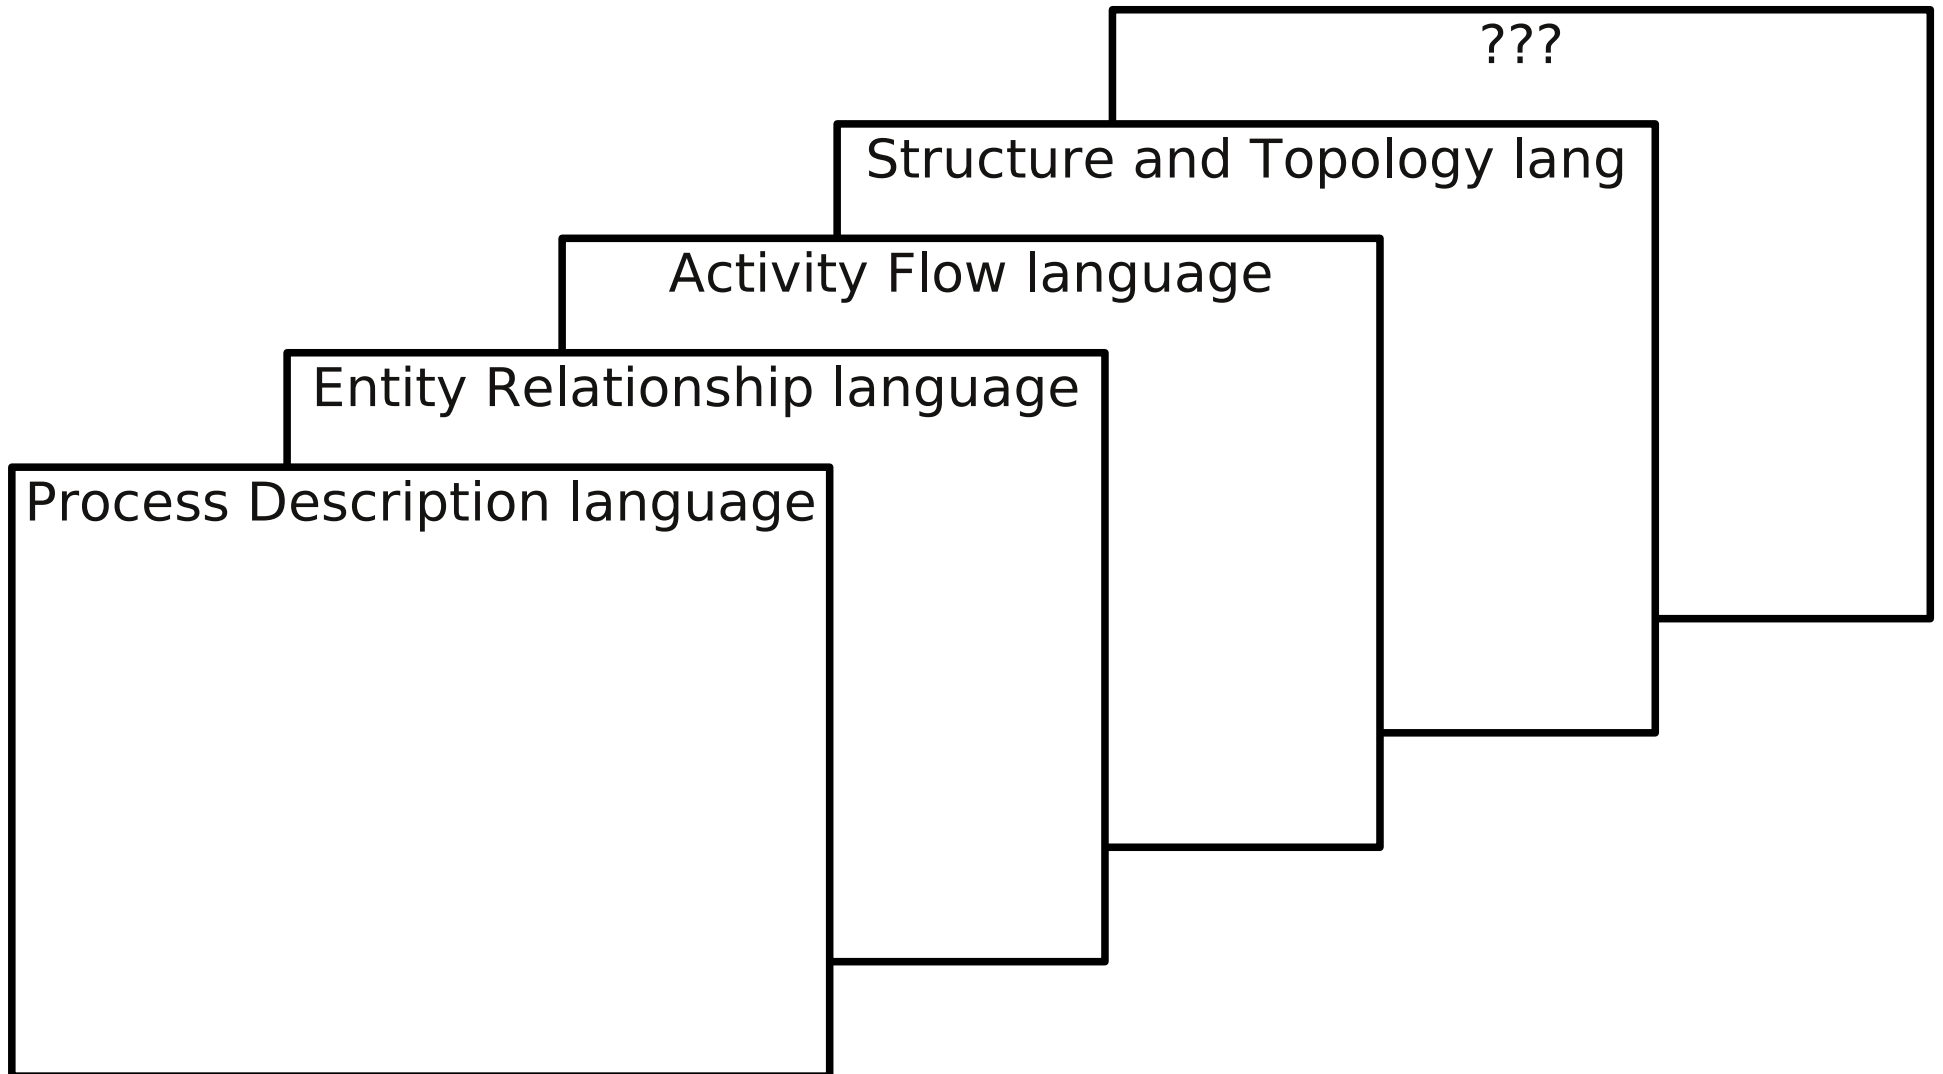 ???
Structure and Topology lang
Activity Flow language
Entity Relationship language
Process Description language